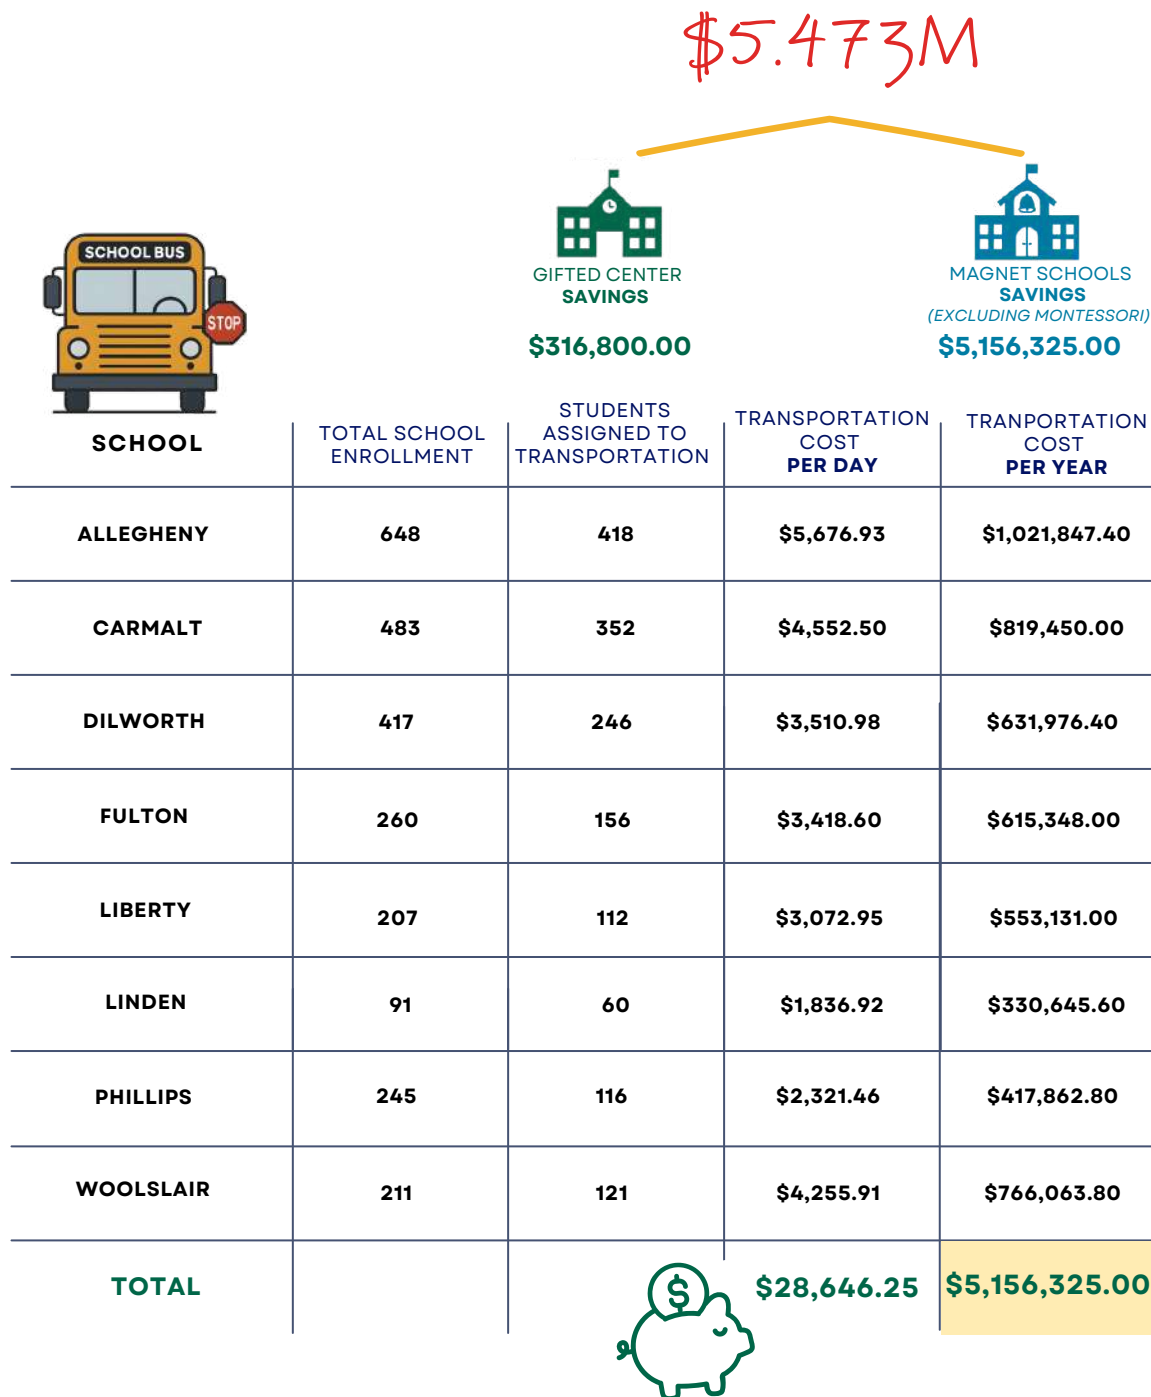 $5.473M
SCHOOL BUS
STOP
GIFTED CENTER
SAVINGS
$316,800.00
MAGNET SCHOOLS
SAVINGS
(EXCLUDING MONTESSORI)
$5,156,325.00
SCHOOL
TOTAL SCHOOL
ENROLLMENT
STUDENTS
ASSIGNED TO
TRANSPORTATION
TRANSPORTATION
COST
PER DAY
TRANPORTATION
COST
PER YEAR
ALLEGHENY 648 418 $5,676.93 $1,021,847.40
CARMALT 483 352 $4,552.50 $819,450.00
DILWORTH 417 246 $3,510.98 $631,976.40
FULTON 260 156 $3,418.60 $615,348.00
LIBERTY 207 112 $3,072.95 $553,131.00
LINDEN 91 60 $1,836.92 $330,645.60
PHILLIPS 245 116 $2,321.46 $417,862.80
WOOLSLAIR 211 121 $4,255.91 $766,063.80
TOTAL $28,646.25 $5,156,325.00
$